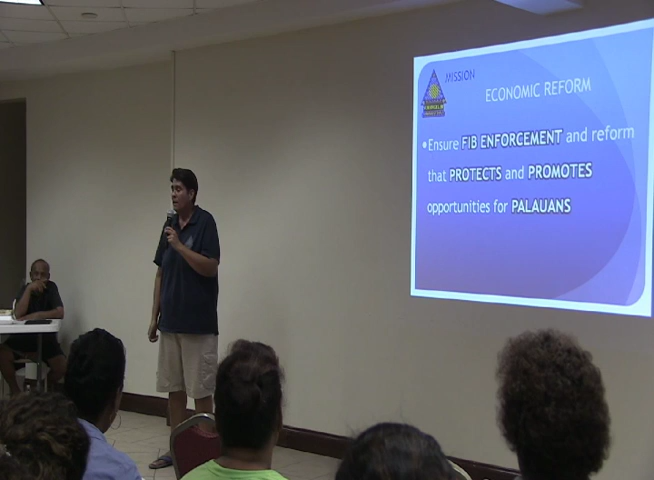 MISSION
ECONOMIC REFORM
•Ensure FIB ENFORCEMENT and reform
that PROTECTS and PROMOTES
opportunities for PALAUANS